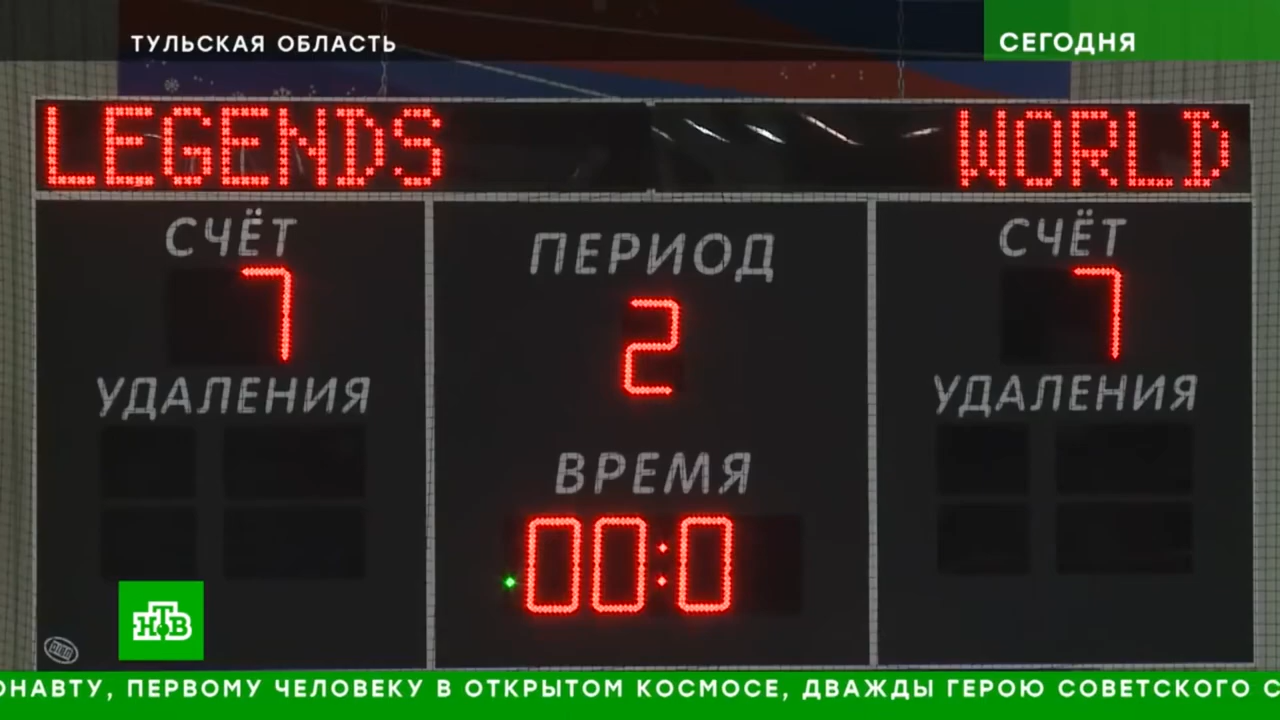 ТУЛЬСКАЯ ОБЛАСТЬ
СЕГОДНЯ
LEGENDS
WORLD
СЧЁТ
ПЕРИОД
СЧЁТ
7
2
7
УДАЛЕНИЯ
ВРЕМЯ
УДАЛЕНИЯ
00:0
НТВ
ОНАВТУ, ПЕРВОМУ ЧЕЛОВЕКУ В ОТКРЫТОМ КОСМОСЕ, ДВАЖДЫ ГЕРОЮ СОВЕТСКОГО С